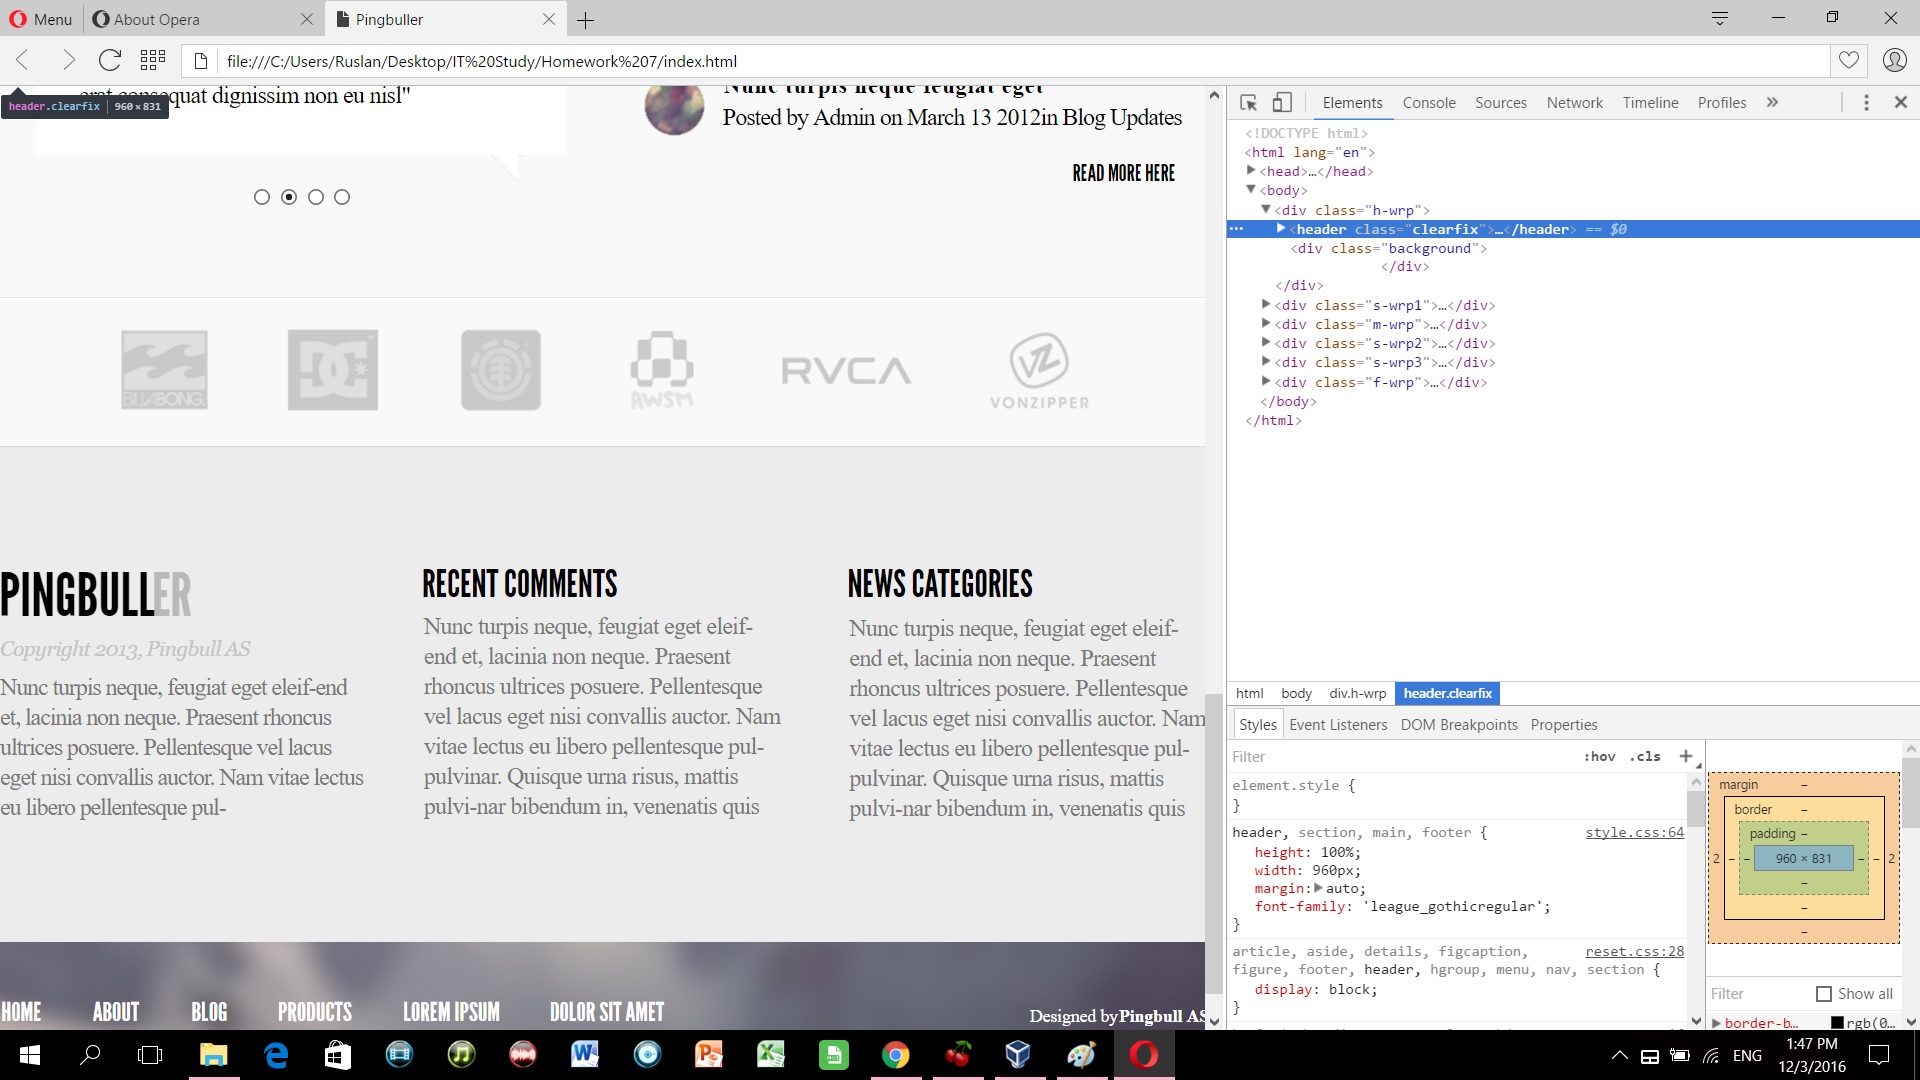 Menu
About Opera
Pingbuller
file:///C:/Users/Ruslan/Desktop/IT%20Study/Homework%207/index.html
header.clearfix 960×831
erat consequat dignissim non eu nisl"
Nunc turpis neque feugiat eget
Posted by Admin on March 13 2012in Blog Updates
READ MORE HERE
BILLABONG
DC
AWSM
RVCA
VZ
VONZIPPER
PINGBULLER
Copyright 2013, Pingbull AS
Nunc turpis neque, feugiat eget eleif-end
et, lacinia non neque. Praesent rhoncus
ultrices posuere. Pellentesque vel lacus
eget nisi convallis auctor. Nam vitae lectus
eu libero pellentesque pul-
RECENT COMMENTS
Nunc turpis neque, feugiat eget eleif-
end et, lacinia non neque. Praesent
rhoncus ultrices posuere. Pellentesque
vel lacus eget nisi convallis auctor. Nam
vitae lectus eu libero pellentesque pul-
pulvinar. Quisque urna risus, mattis
pulvi-nar bibendum in, venenatis quis
NEWS CATEGORIES
Nunc turpis neque, feugiat eget eleif-
end et, lacinia non neque. Praesent
rhoncus ultrices posuere. Pellentesque
vel lacus eget nisi convallis auctor. Nam
vitae lectus eu libero pellentesque pul-
pulvinar. Quisque urna risus, mattis
pulvi-nar bibendum in, venenatis quis
HOME ABOUT BLOG PRODUCTS LOREM IPSUM DOLOR SIT AMET
Designed by Pingbull AS
Elements Console Sources Network Timeline Profiles »
<!DOCTYPE html>
<html lang="en">
<head>…</head>
<body>
<div class="h-wrp">
<header class="clearfix">…</header> == $0
<div class="background">
</div>
</div>
<div class="s-wrp1">…</div>
<div class="m-wrp">…</div>
<div class="s-wrp2">…</div>
<div class="s-wrp3">…</div>
<div class="f-wrp">…</div>
</body>
</html>
html body div.h-wrp header.clearfix
Styles Event Listeners DOM Breakpoints Properties
Filter :hov .cls +
element.style {
}
header, section, main, footer { style.css:64
height: 100%;
width: 960px;
margin: auto;
font-family: 'league_gothicregular';
}
article, aside, details, figcaption, reset.css:28
figure, footer, header, hgroup, menu, nav, section {
display: block;
}
margin –
border –
padding –
2 – – 960 × 831 – – 2
–
–
–
Filter Show all
border-b… rgb(0…
ENG
1:47 PM
12/3/2016